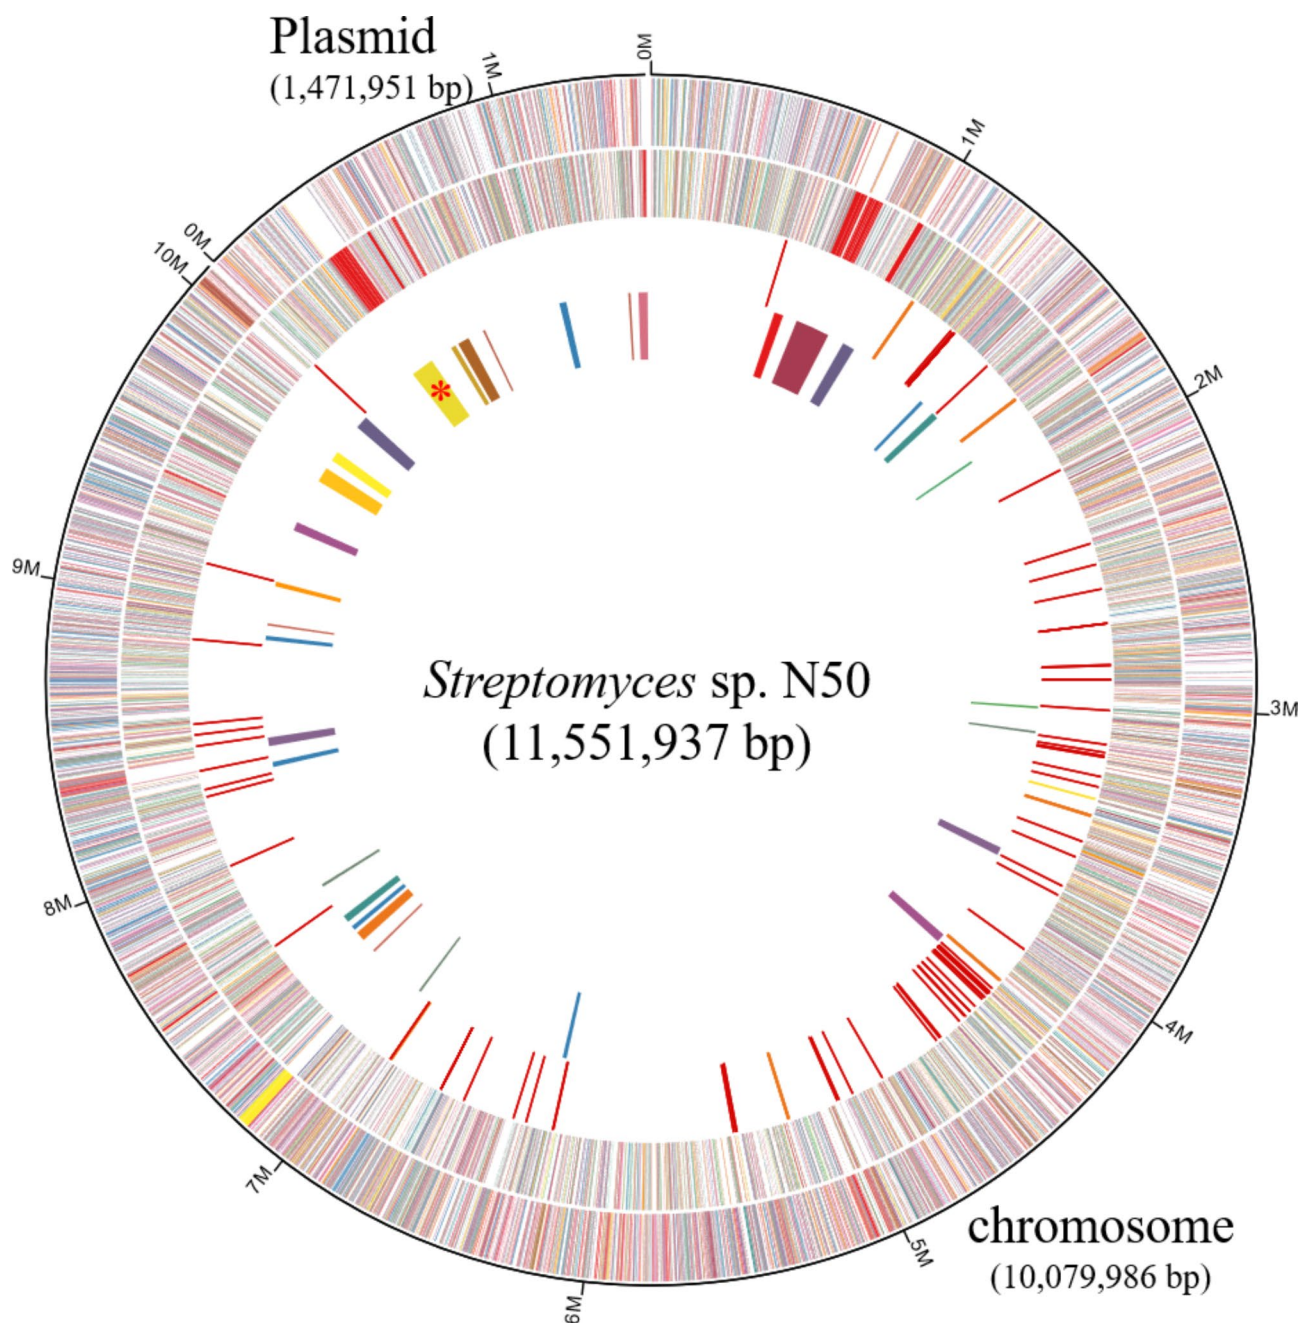 Plasmid
(1,471,951 bp)
1M
0M
1M
2M
3M
4M
5M
6M
7M
8M
9M
10M
0M
*
Streptomyces sp. N50
(11,551,937 bp)
chromosome
(10,079,986 bp)